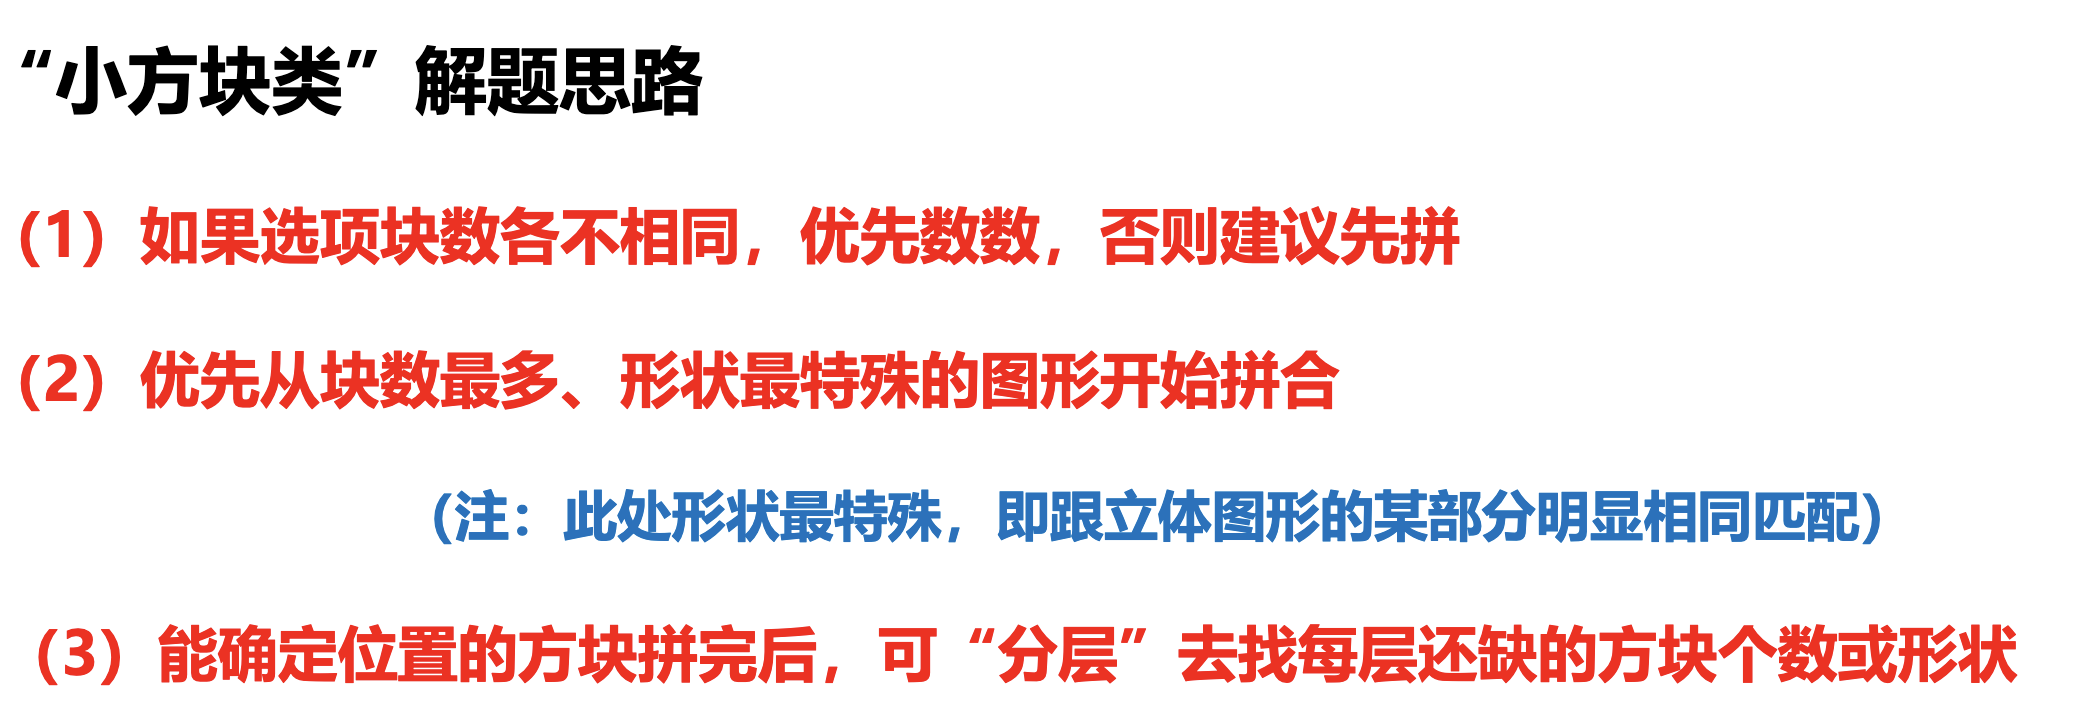 “小方块类”解题思路
（1）如果选项块数各不相同，优先数数，否则建议先拼
（2）优先从块数最多、形状最特殊的图形开始拼合
（注：此处形状最特殊，即跟立体图形的某部分明显相同匹配）
（3）能确定位置的方块拼完后，可“分层”去找每层还缺的方块个数或形状